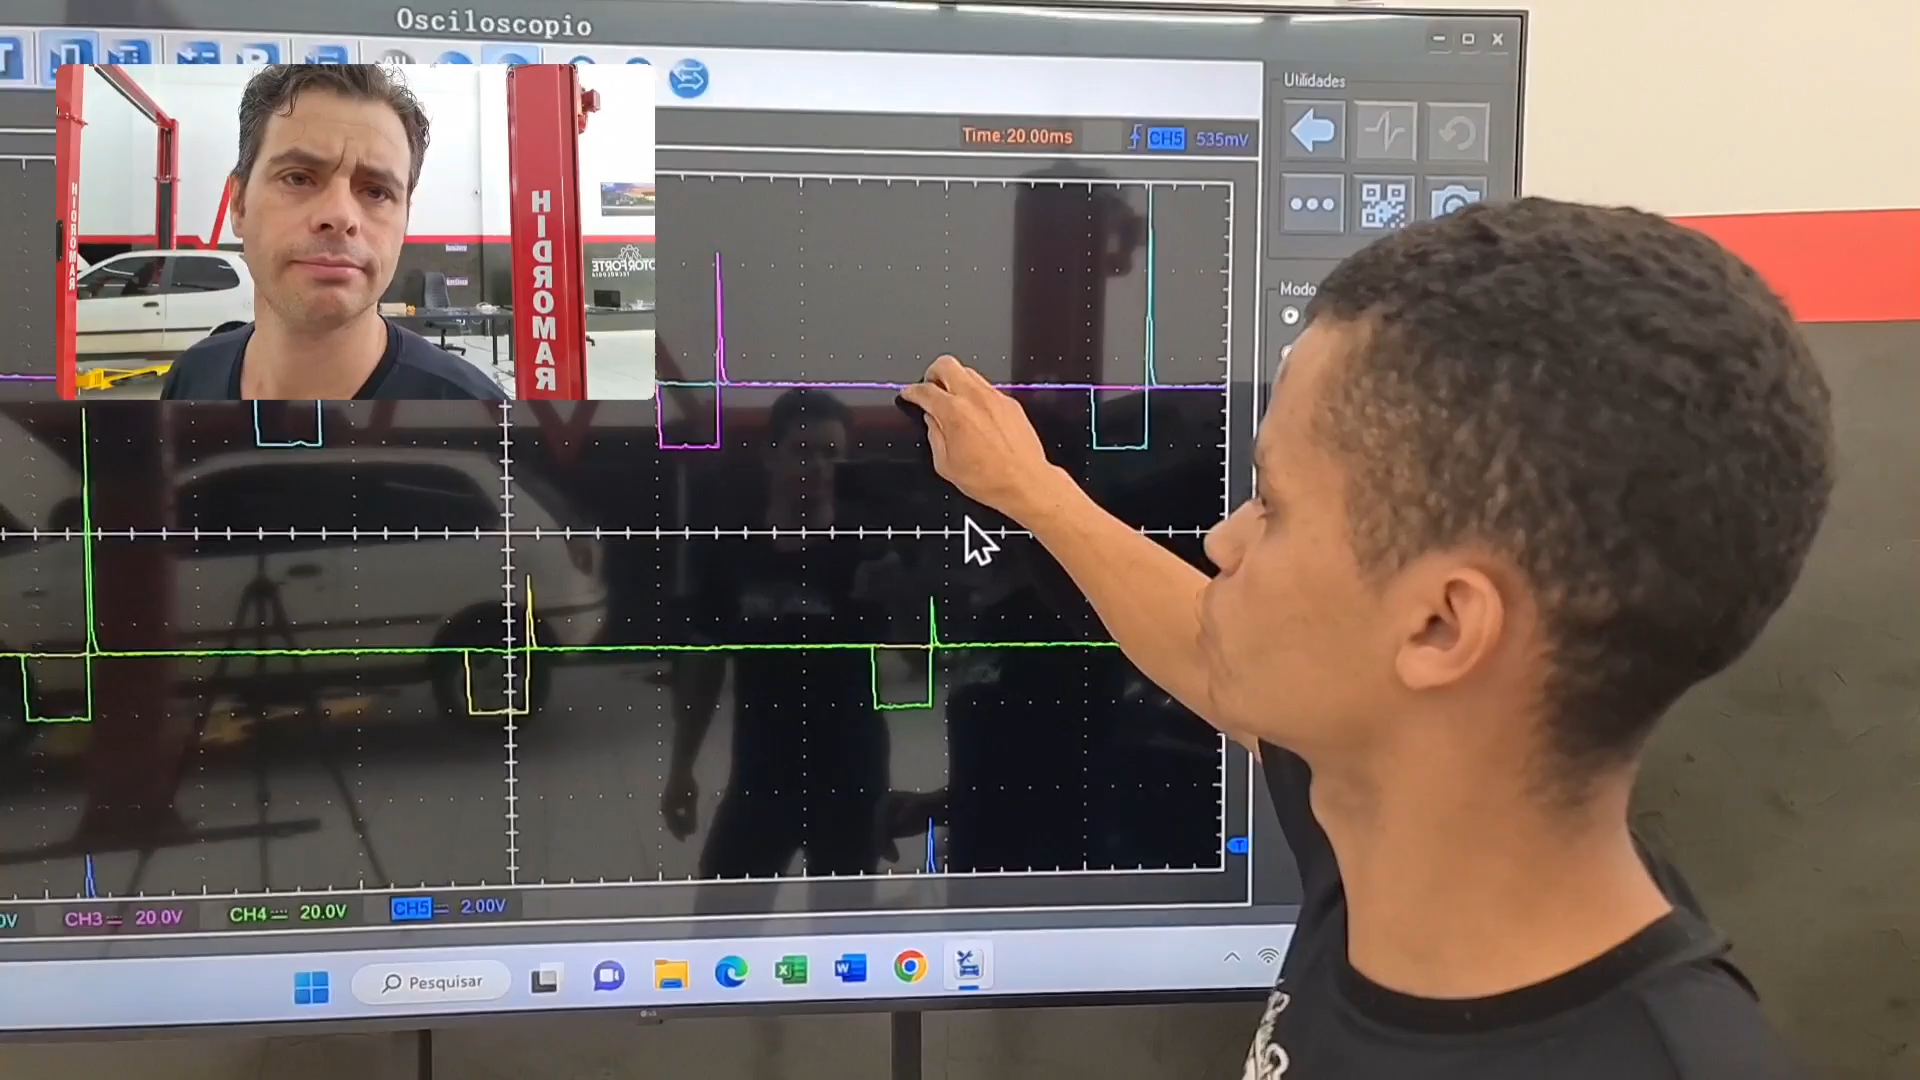 Osciloscopio
Utilidades
Time:20.00ms
CH5 535mV
HIDROMAR
HIDROMAR
Modo
CH3 20.0V
CH4 20.0V
CH5 2.00V
T
Pesquisar